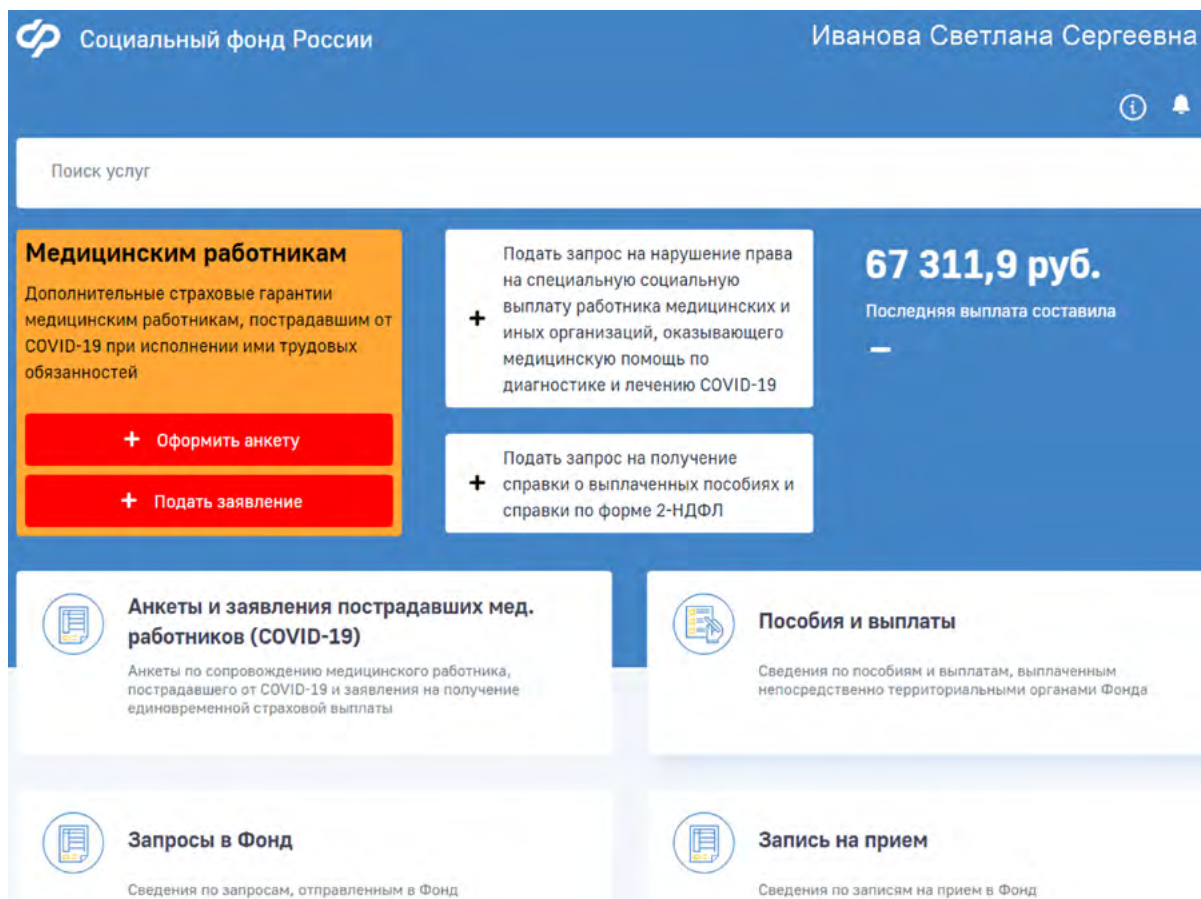 Социальный фонд России
Иванова Светлана Сергеевна
Поиск услуг
Медицинским работникам
Дополнительные страховые гарантии
медицинским работникам, пострадавшим от
COVID-19 при исполнении ими трудовых
обязанностей
+ Оформить анкету
+ Подать заявление
Подать запрос на нарушение права
на специальную социальную
выплату работника медицинских и
+ иных организаций, оказывающего
медицинскую помощь по
диагностике и лечению COVID-19
Подать запрос на получение
+ справки о выплаченных пособиях и
справки по форме 2-НДФЛ
67 311,9 руб.
Последняя выплата составила
Анкеты и заявления пострадавших мед.
работников (COVID-19)
Анкеты по сопровождению медицинского работника,
пострадавшего от COVID-19 и заявления на получение
единовременной страховой выплаты
Пособия и выплаты
Сведения по пособиям и выплатам, выплаченным
непосредственно территориальными органами Фонда
Запросы в Фонд
Сведения по запросам, отправленным в Фонд
Запись на прием
Сведения по записям на прием в Фонд